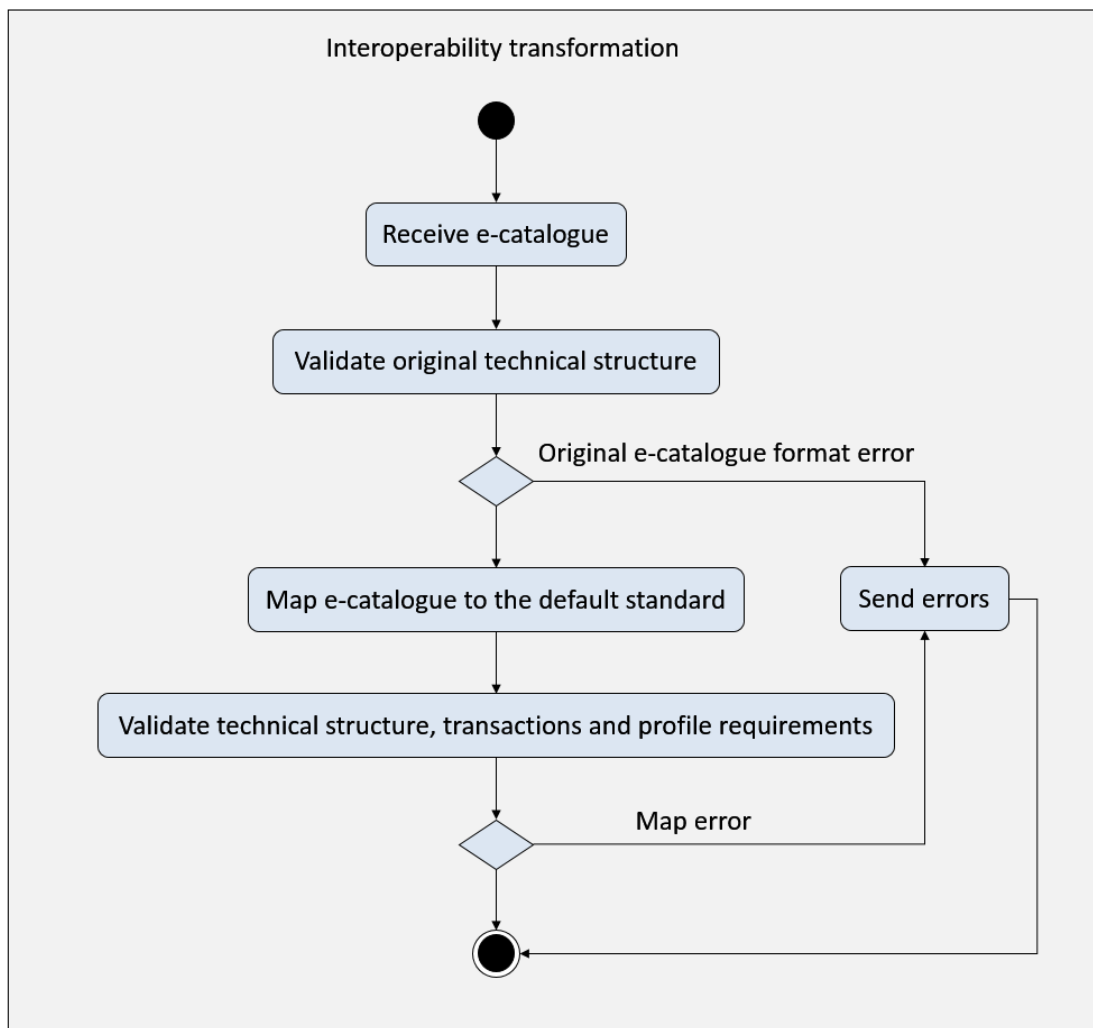 Interoperability transformation
Receive e-catalogue
Validate original technical structure
Original e-catalogue format error
Map e-catalogue to the default standard
Send errors
Validate technical structure, transactions and profile requirements
Map error